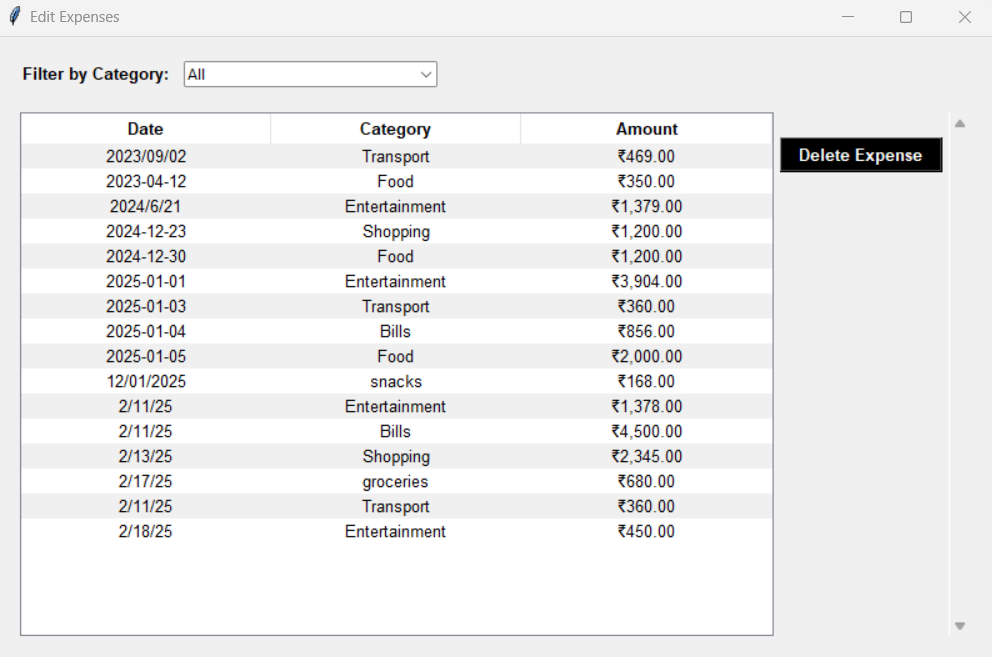 Edit Expenses
Filter by Category: All
Date Category Amount
2023/09/02 Transport ₹469.00
Delete Expense
2023-04-12 Food ₹350.00
2024/6/21 Entertainment ₹1,379.00
2024-12-23 Shopping ₹1,200.00
2024-12-30 Food ₹1,200.00
2025-01-01 Entertainment ₹3,904.00
2025-01-03 Transport ₹360.00
2025-01-04 Bills ₹856.00
2025-01-05 Food ₹2,000.00
12/01/2025 snacks ₹168.00
2/11/25 Entertainment ₹1,378.00
2/11/25 Bills ₹4,500.00
2/13/25 Shopping ₹2,345.00
2/17/25 groceries ₹680.00
2/11/25 Transport ₹360.00
2/18/25 Entertainment ₹450.00